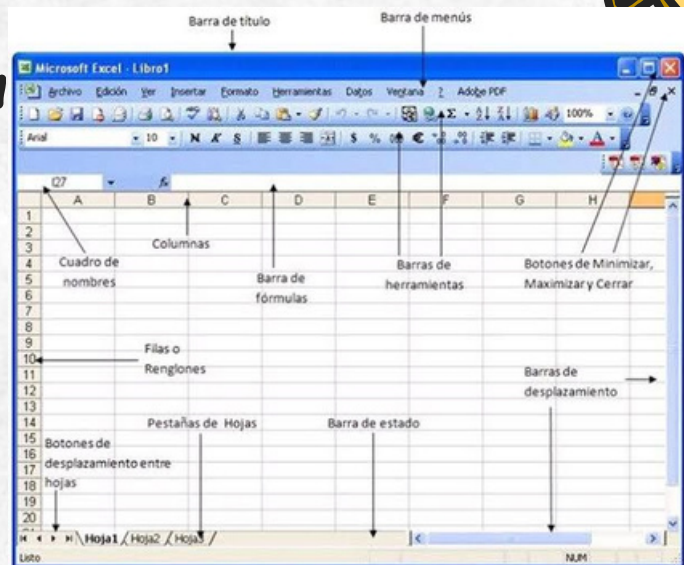 Barra de título
Barra de menús
Microsoft Excel - Libro1
Archivo Edición Ver Insertar Formato Herramientas Datos Ventana ? Adobe PDF
100%
Arial 10 N K S $ % €
I27 fx
A B C D E F G H
1
2
3
4
5
6
7
8
9
10
11
12
13
14
15
16
17
18
19
20
Columnas
Cuadro de
nombres
Barra de
fórmulas
Barras de
herramientas
Botones de Minimizar,
Maximizar y Cerrar
Filas o
Renglones
Barras de
desplazamiento
Pestañas de Hojas
Barra de estado
Botones de
desplazamiento entre
hojas
Hoja1 Hoja2 Hoja3
Listo NUM